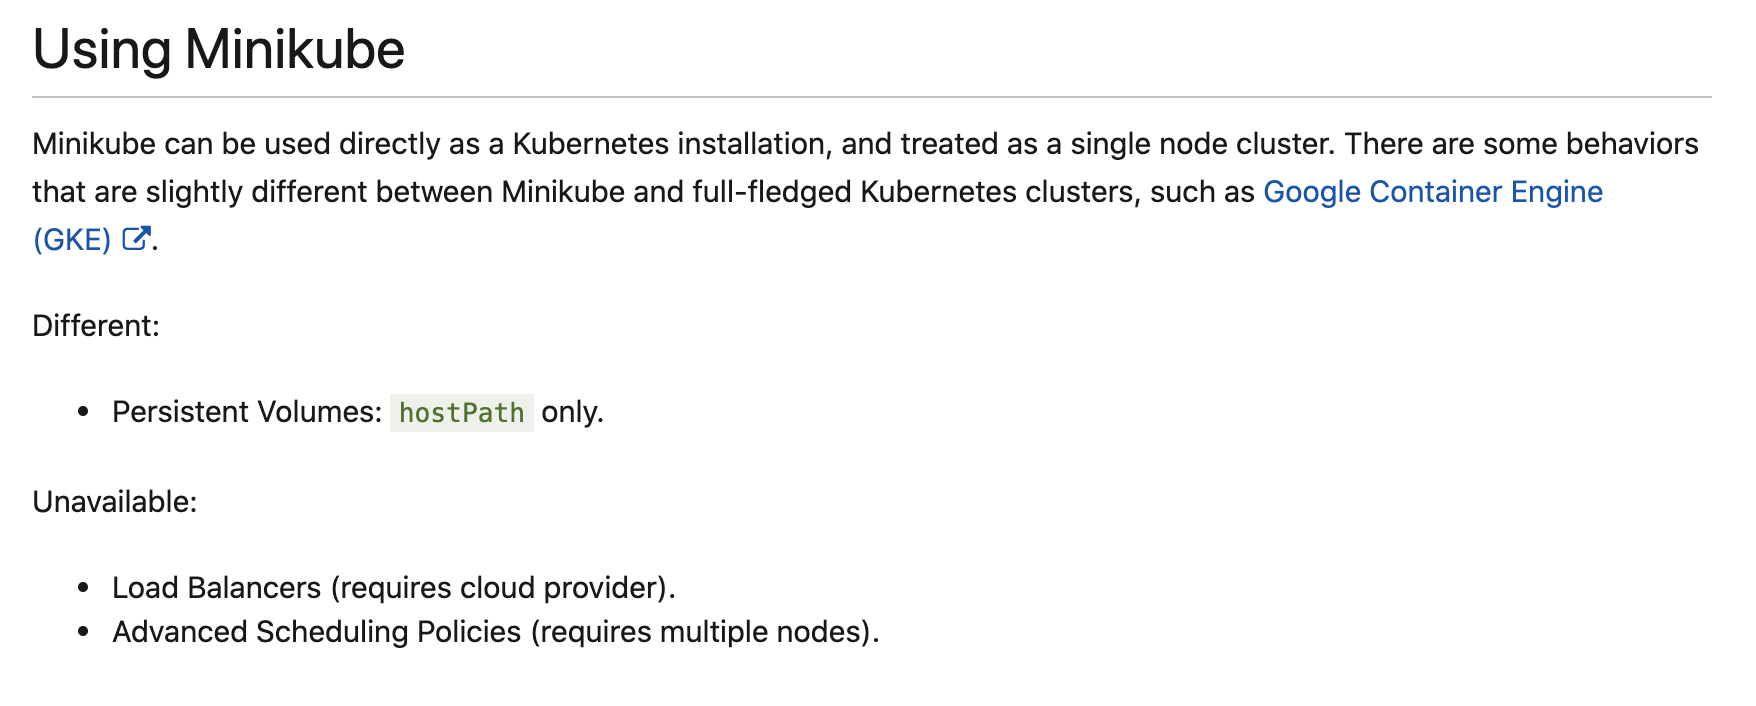 Using Minikube
Minikube can be used directly as a Kubernetes installation, and treated as a single node cluster. There are some behaviors
that are slightly different between Minikube and full-fledged Kubernetes clusters, such as Google Container Engine
(GKE).
Different:
• Persistent Volumes: hostPath only.
Unavailable:
• Load Balancers (requires cloud provider).
• Advanced Scheduling Policies (requires multiple nodes).